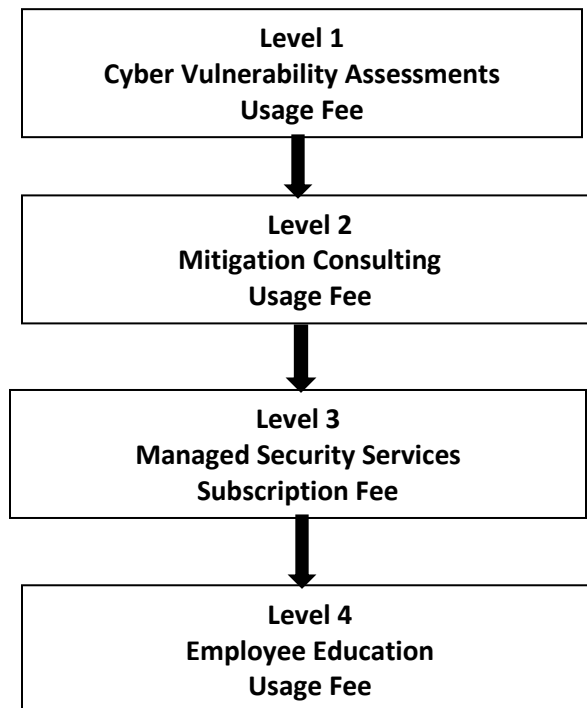 Level 1
Cyber Vulnerability Assessments
Usage Fee
Level 2
Mitigation Consulting
Usage Fee
Level 3
Managed Security Services
Subscription Fee
Level 4
Employee Education
Usage Fee